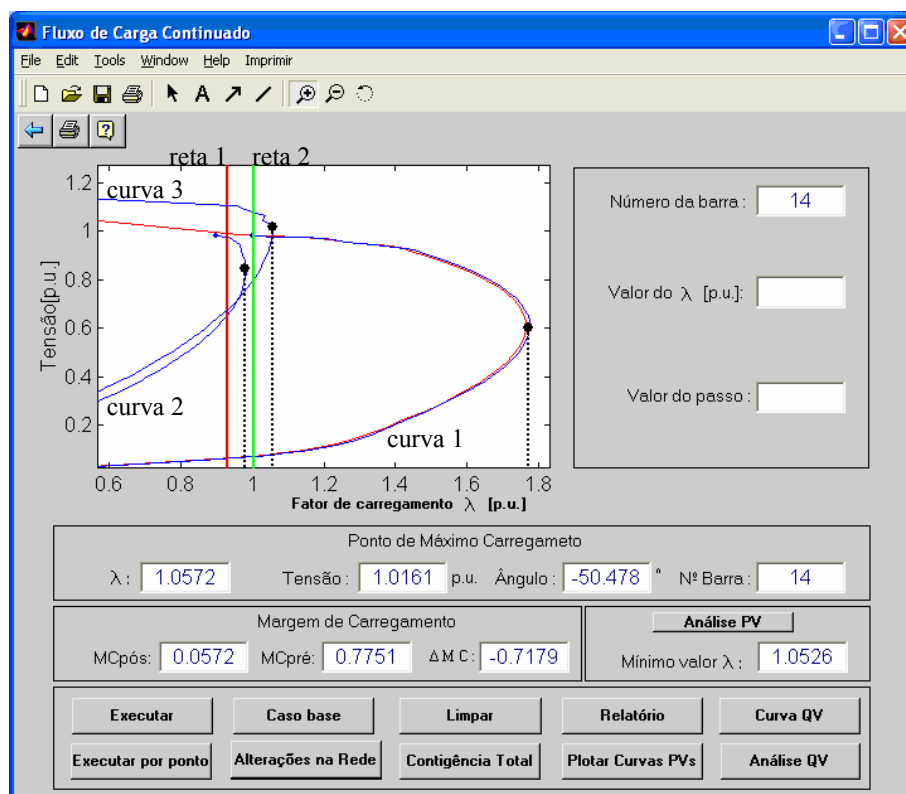 Fluxo de Carga Continuado
File Edit Tools Window Help Imprimir
reta 1 reta 2
curva 3
curva 2
curva 1
1.2
1
0.8
0.6
0.4
0.2
Tensão[p.u.]
0.6 0.8 1 1.2 1.4 1.6 1.8
Fator de carregamento λ [p.u.]
Número da barra : 14
Valor do λ [p.u.]:
Valor do passo :
Ponto de Máximo Carregameto
λ : 1.0572 Tensão : 1.0161 p.u. Ângulo : -50.478 ° Nº Barra : 14
Margem de Carregamento
MCpós: 0.0572 MCpré: 0.7751 Δ M C : -0.7179
Análise PV
Mínimo valor λ : 1.0526
Executar Caso base Limpar Relatório Curva QV
Executar por ponto Alterações na Rede Contigência Total Plotar Curvas PVs Análise QV